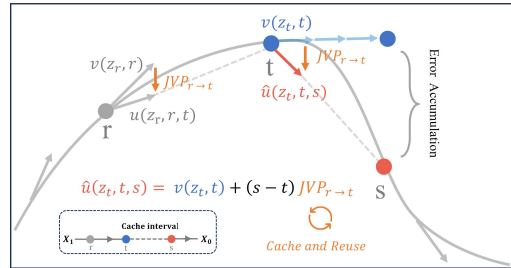 v(z_t, t)
v(z_r, r)
JVP_{r→t}
t
JVP_{r→t}
û(z_t, t, s)
u(z_r, r, t)
r
Error
Accumulation
s
û(z_t, t, s) = v(z_t, t) + (s − t) JVP_{r→t}
Cache interval
X_1 r t s X_0
Cache and Reuse